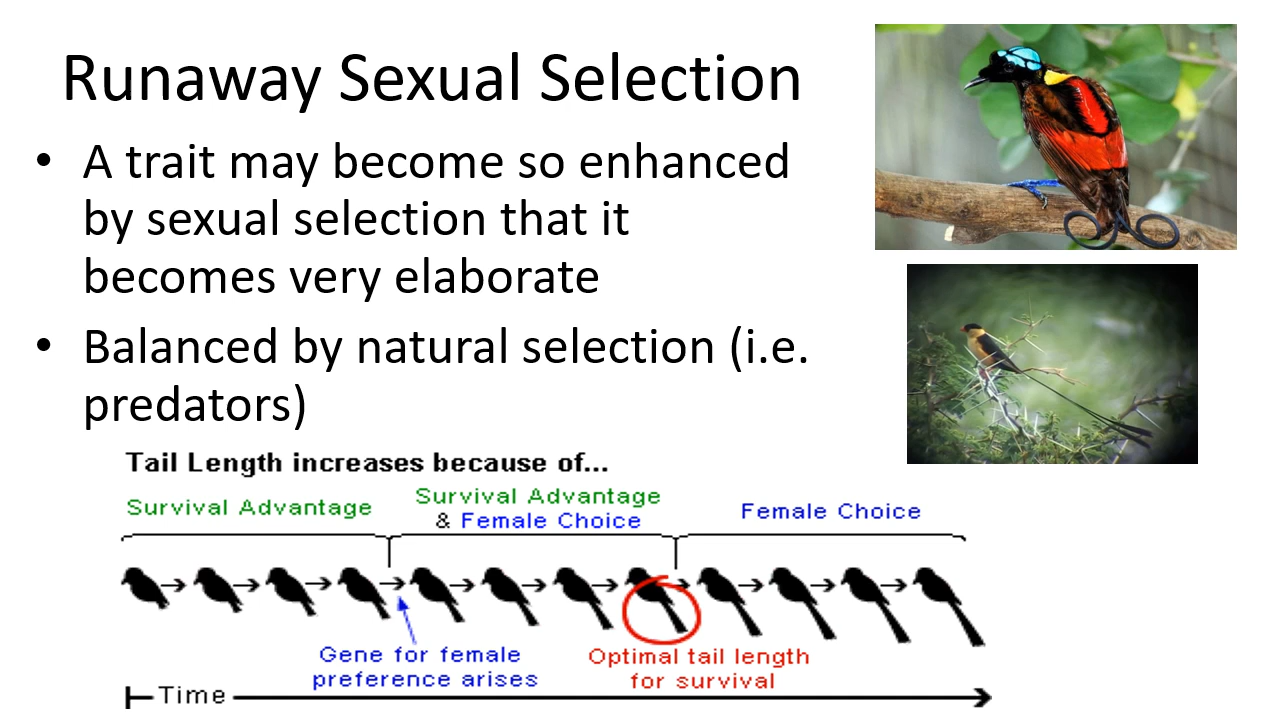 Runaway Sexual Selection
• A trait may become so enhanced
by sexual selection that it
becomes very elaborate
• Balanced by natural selection (i.e.
predators)
Tail Length increases because of...
Survival Advantage
Survival Advantage
& Female Choice
Female Choice
Gene for female
preference arises
Optimal tail length
for survival
Time